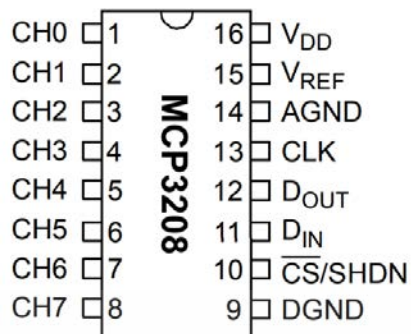 CH0 1 16 VDD
CH1 2 15 VREF
CH2 3 14 AGND
CH3 4 13 CLK
CH4 5 12 DOUT
CH5 6 11 DIN
CH6 7 10 C̅S̅/SHDN
CH7 8 9 DGND
MCP3208